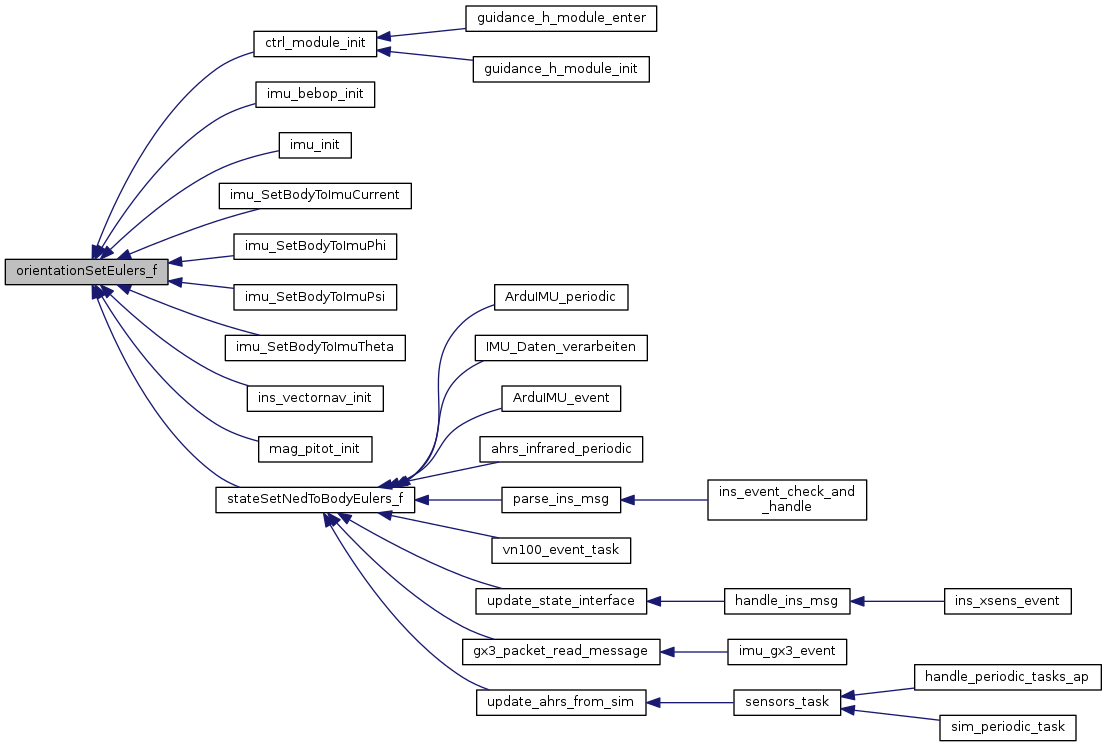 guidance_h_module_enter
ctrl_module_init
guidance_h_module_init
imu_bebop_init
imu_init
imu_SetBodyToImuCurrent
imu_SetBodyToImuPhi
orientationSetEulers_f
imu_SetBodyToImuPsi
ArduIMU_periodic
imu_SetBodyToImuTheta
IMU_Daten_verarbeiten
ins_vectornav_init
ArduIMU_event
mag_pitot_init
ahrs_infrared_periodic
stateSetNedToBodyEulers_f
parse_ins_msg
ins_event_check_and
_handle
vn100_event_task
update_state_interface
handle_ins_msg
ins_xsens_event
gx3_packet_read_message
imu_gx3_event
handle_periodic_tasks_ap
update_ahrs_from_sim
sensors_task
sim_periodic_task